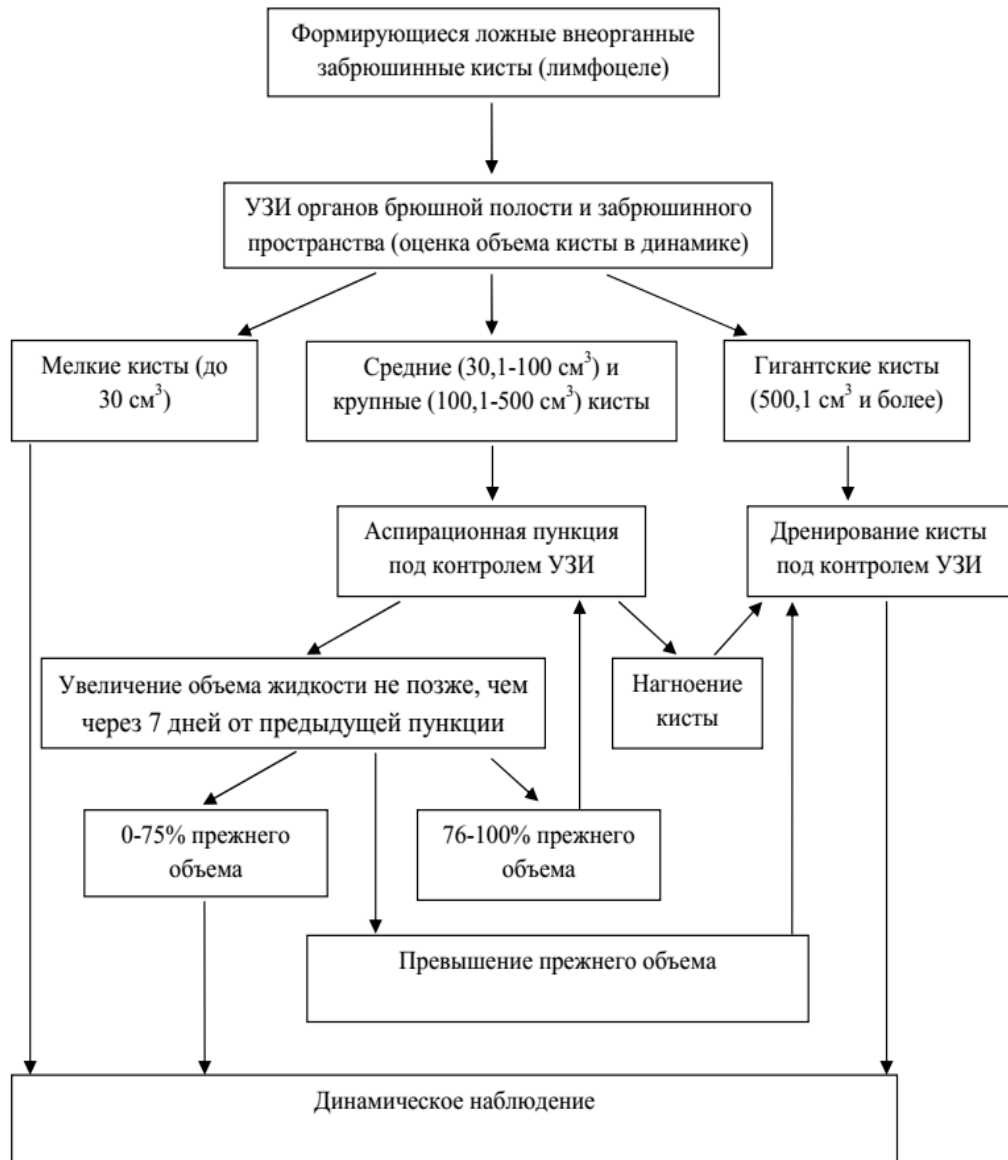 Формирующиеся ложные внеорганные
забрюшинные кисты (лимфоцеле)
УЗИ органов брюшной полости и забрюшинного
пространства (оценка объема кисты в динамике)
Мелкие кисты (до
30 см³)
Средние (30,1-100 см³) и
крупные (100,1-500 см³) кисты
Гигантские кисты
(500,1 см³ и более)
Аспирационная пункция
под контролем УЗИ
Дренирование кисты
под контролем УЗИ
Увеличение объема жидкости не позже, чем
через 7 дней от предыдущей пункции
Нагноение
кисты
0-75% прежнего
объема
76-100% прежнего
объема
Превышение прежнего объема
Динамическое наблюдение